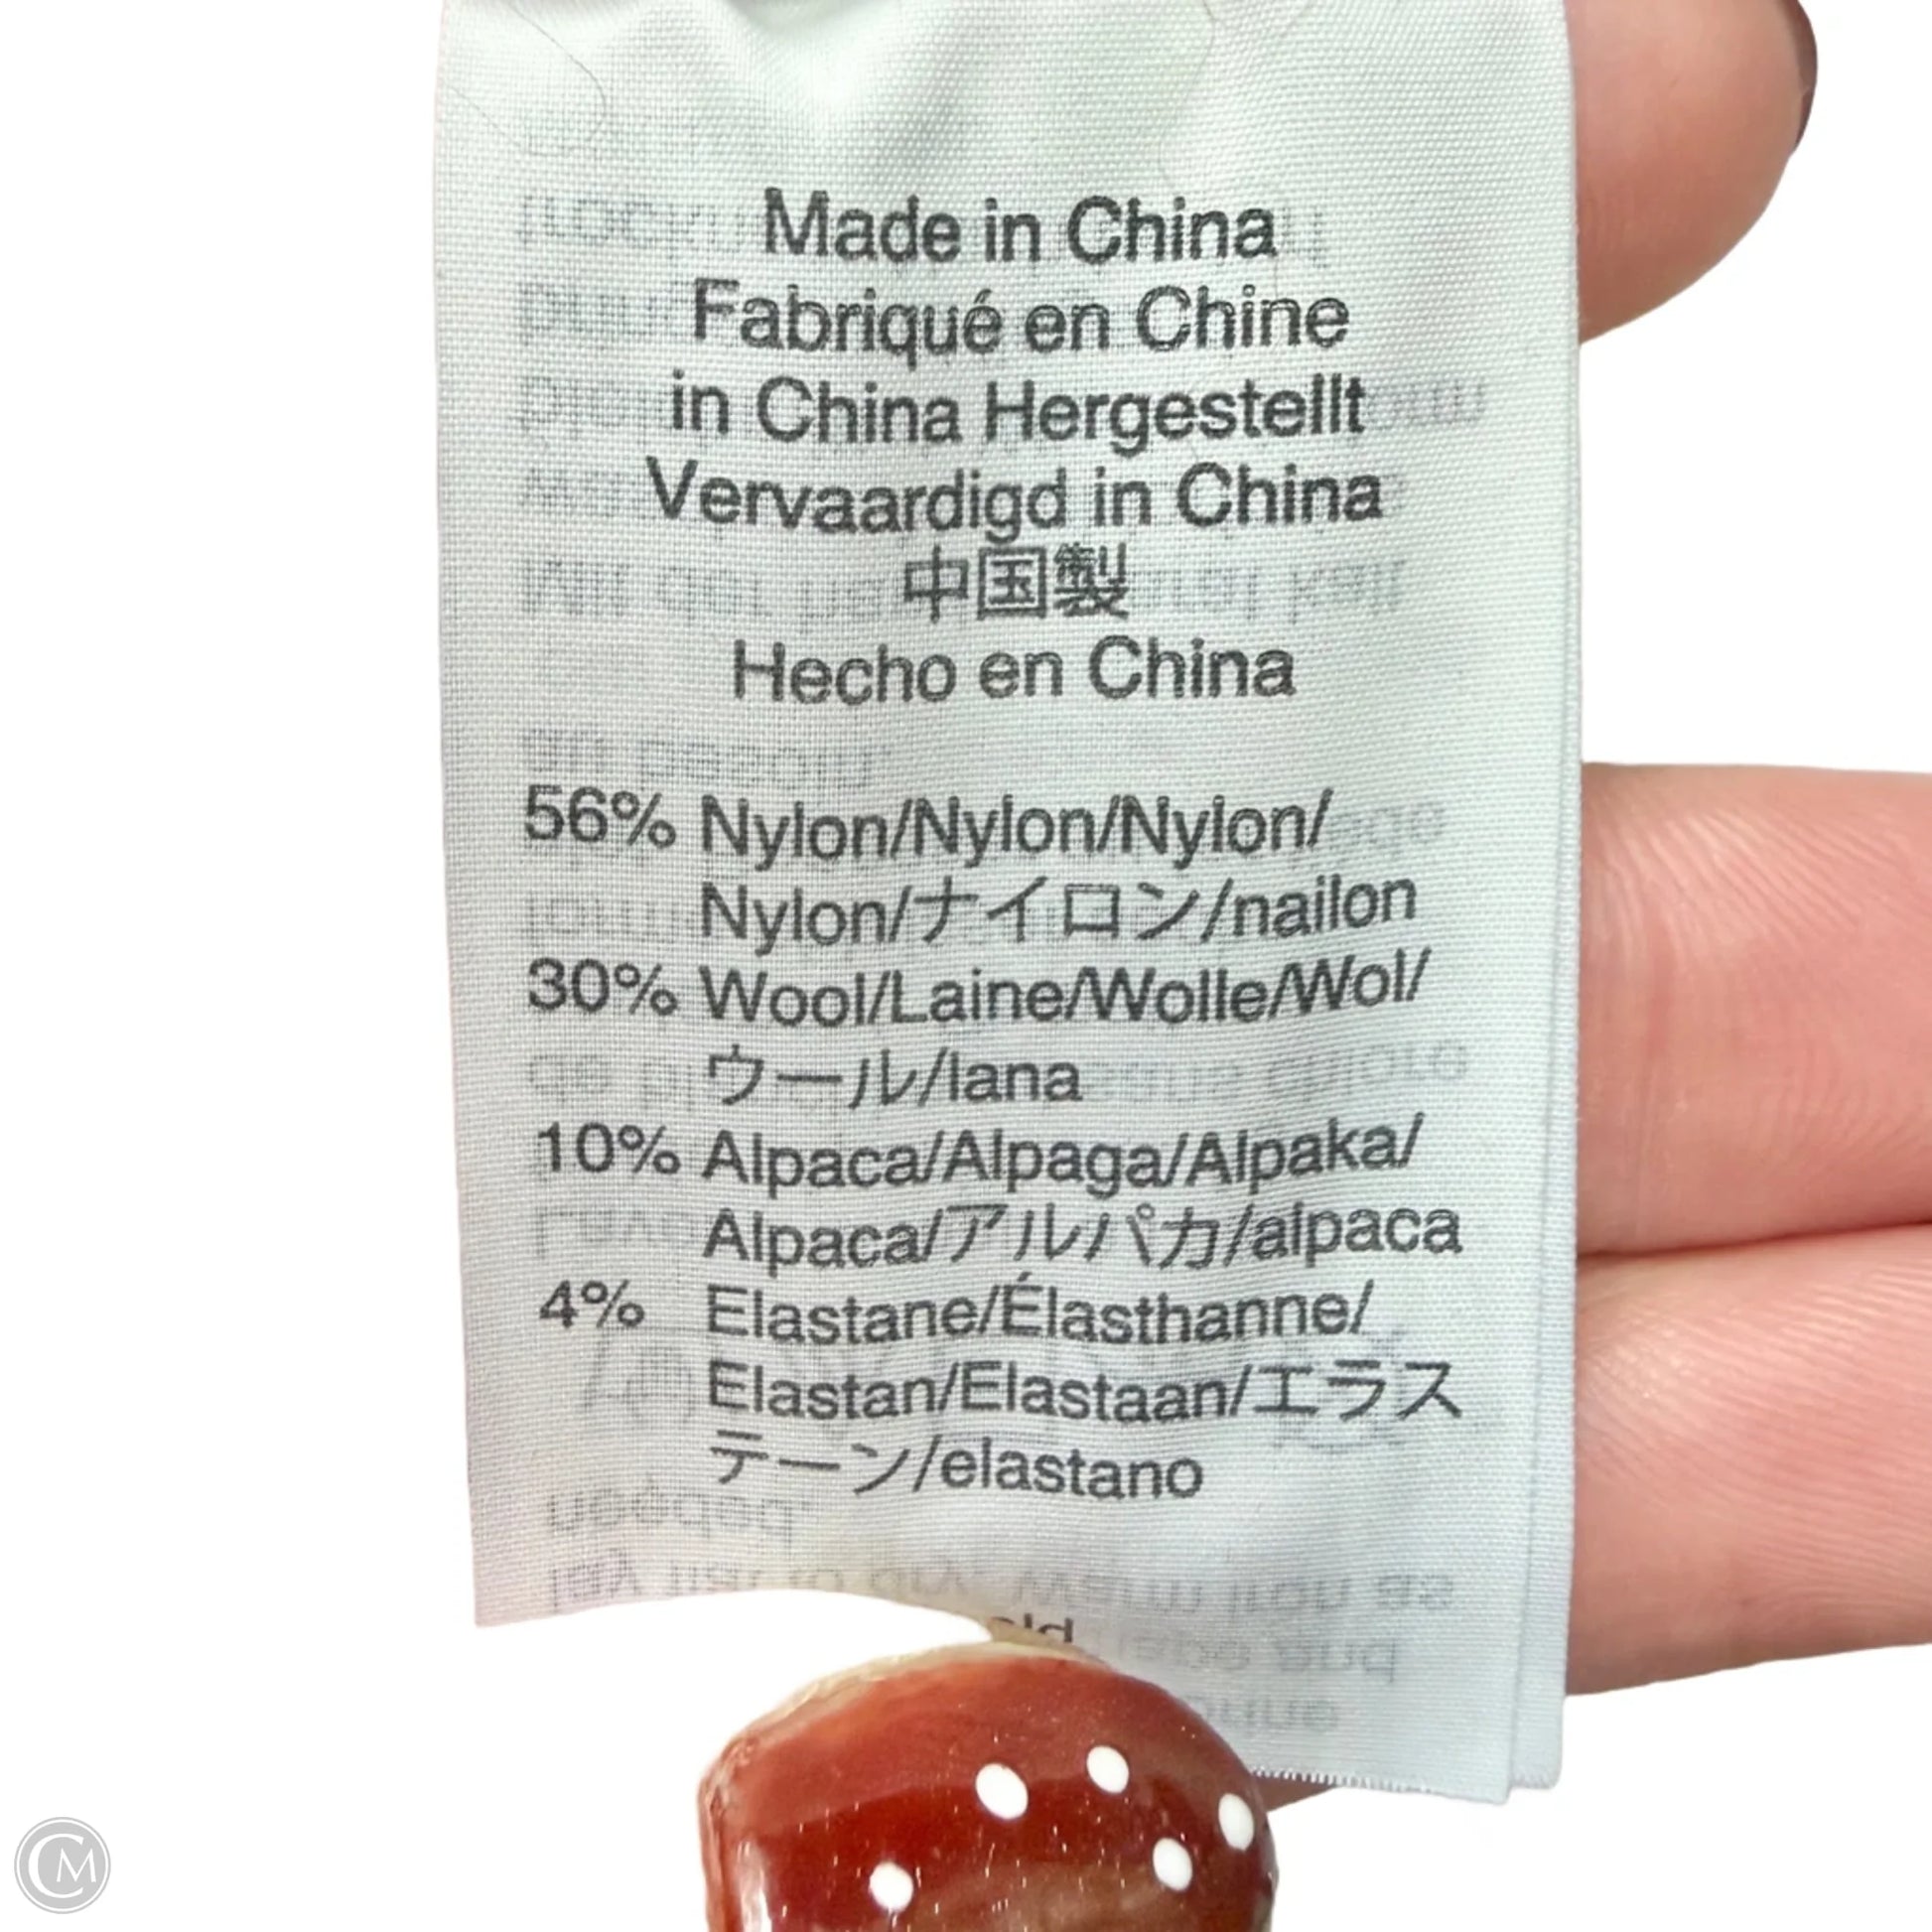 Made in China
Fabriqué en Chine
in China Hergestellt
Vervaardigd in China
中国製
Hecho en China
56% Nylon/Nylon/Nylon/
Nylon/ナイロン/nailon
30% Wool/Laine/Wolle/Wol/
ウール/lana
10% Alpaca/Alpaga/Alpaka/
Alpaca/アルパカ/alpaca
4% Elastane/Élasthanne/
Elastan/Elastaan/エラス
テーン/elastano
CM